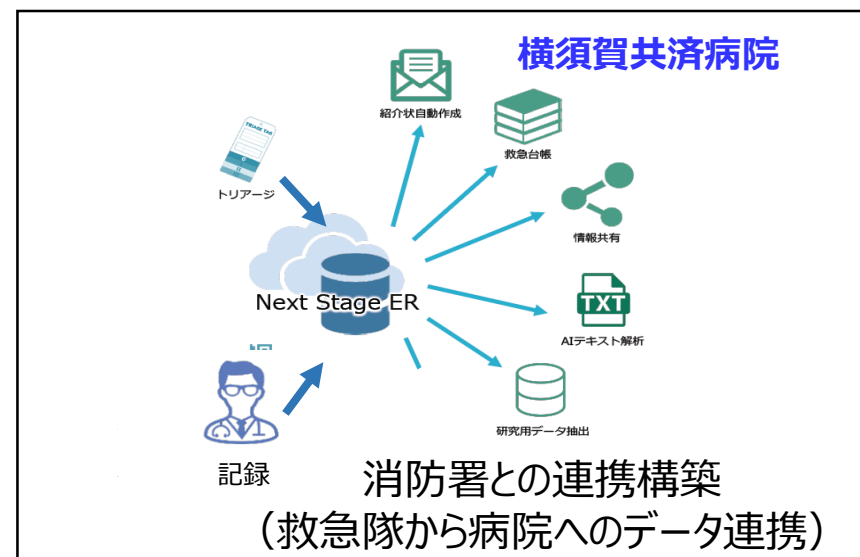 横須賀共済病院
紹介状自動作成
TRIAGE TAG
救急台帳
トリアージ
情報共有
Next Stage ER
TXT
AIテキスト解析
研究用データ抽出
記録
消防署との連携構築
（救急隊から病院へのデータ連携）